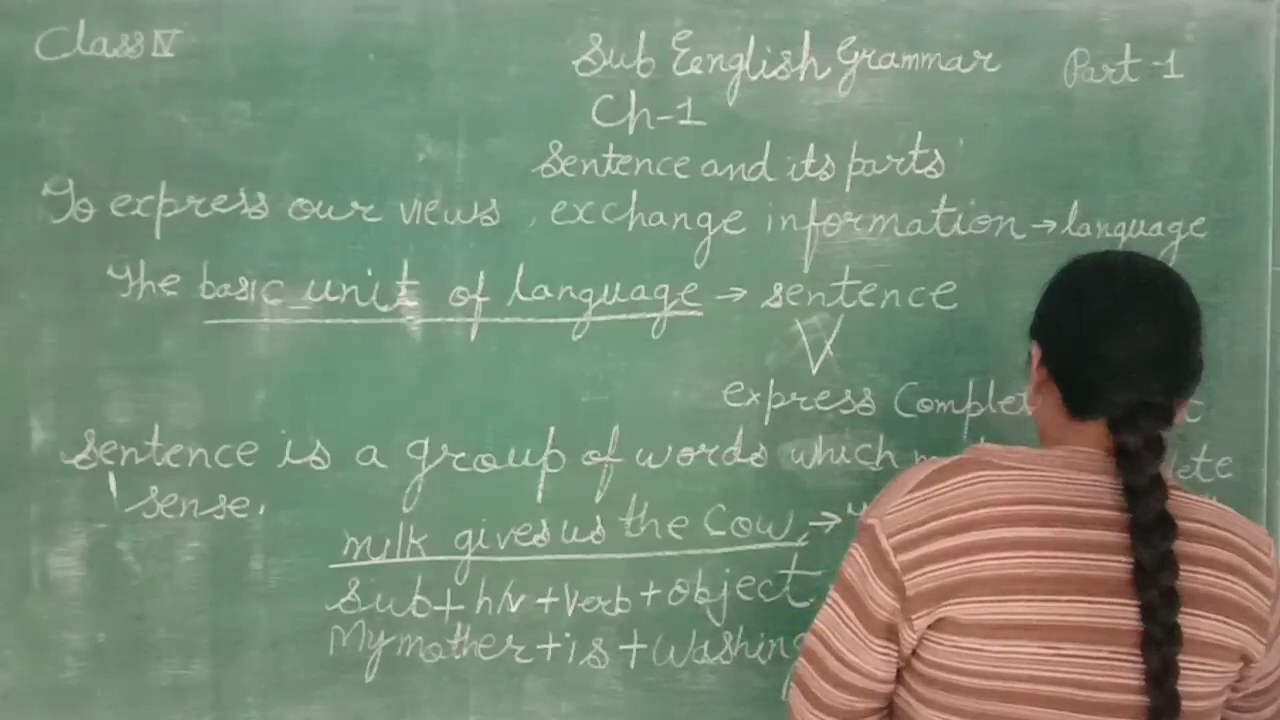 Class IV
Sub Eenglish Grammar Part-1
Ch-1
Sentence and its parts
To express our views, exchange information → language
The basic unit of language → sentence
express
sentence is a group of words which
sense.
milk gives us the Cow. →
Sub + h/v + Verb + object.
My mother + is + washing